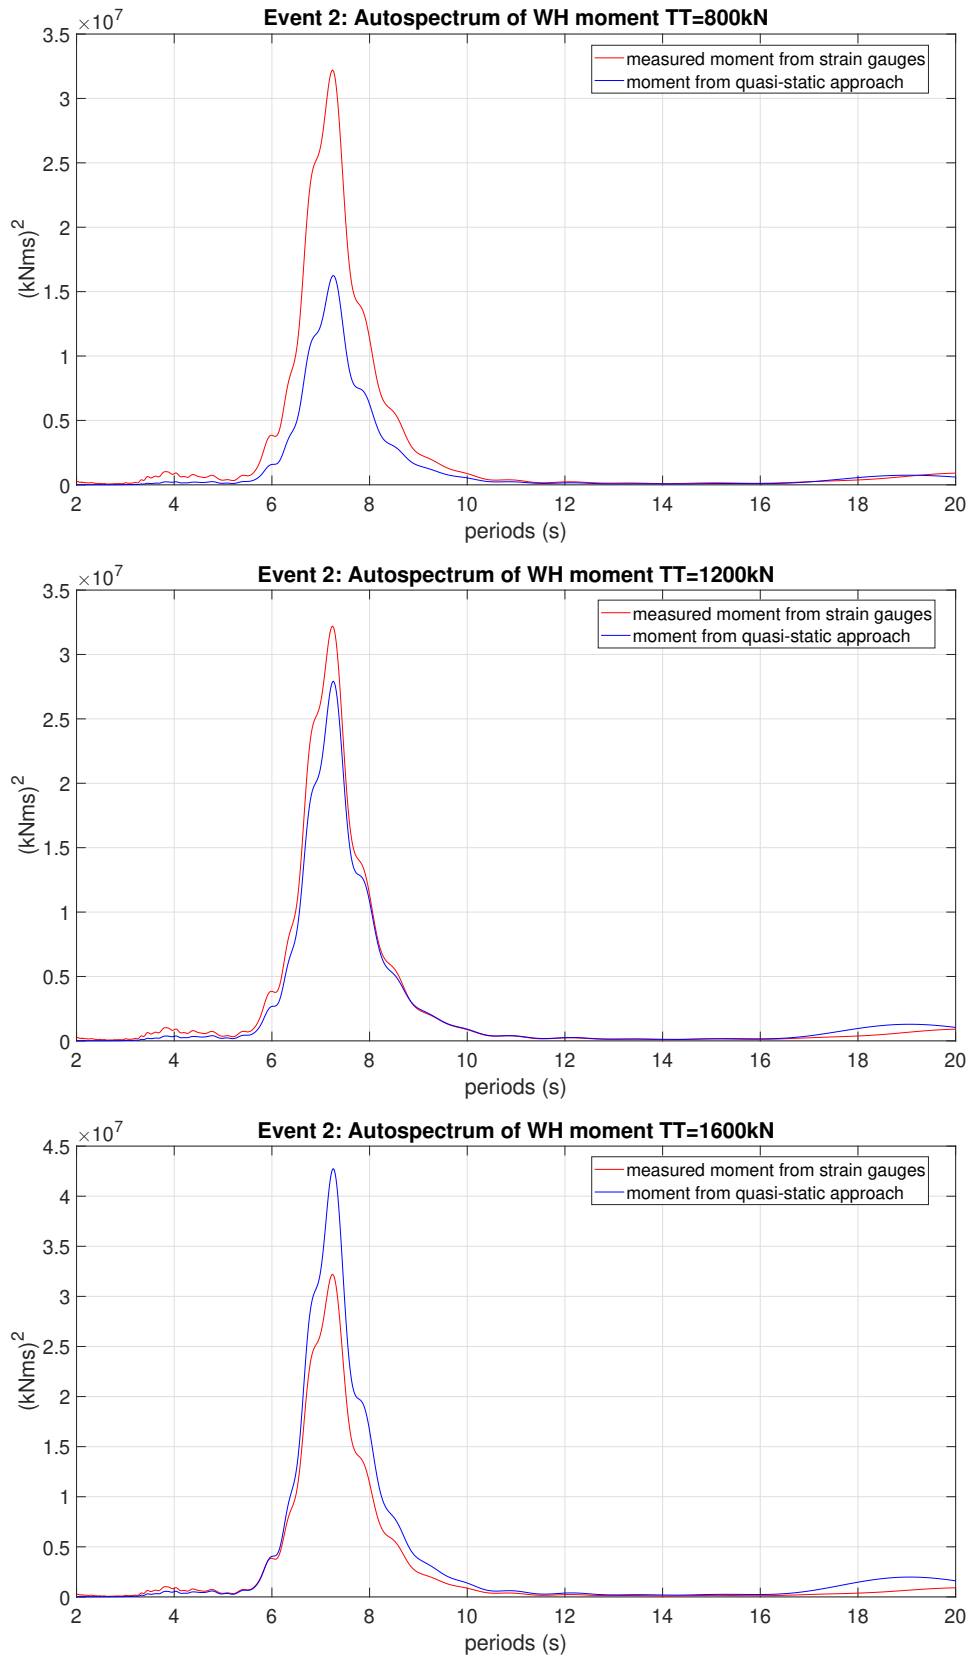 Event 2: Autospectrum of WH moment TT=800kN
×10^7
3.5
3
2.5
2
1.5
1
0.5
0
(kNms)^2
measured moment from strain gauges
moment from quasi-static approach
2 4 6 8 10 12 14 16 18 20
periods (s)
Event 2: Autospectrum of WH moment TT=1200kN
×10^7
3.5
3
2.5
2
1.5
1
0.5
0
(kNms)^2
measured moment from strain gauges
moment from quasi-static approach
2 4 6 8 10 12 14 16 18 20
periods (s)
Event 2: Autospectrum of WH moment TT=1600kN
×10^7
4.5
4
3.5
3
2.5
2
1.5
1
0.5
0
(kNms)^2
measured moment from strain gauges
moment from quasi-static approach
2 4 6 8 10 12 14 16 18 20
periods (s)